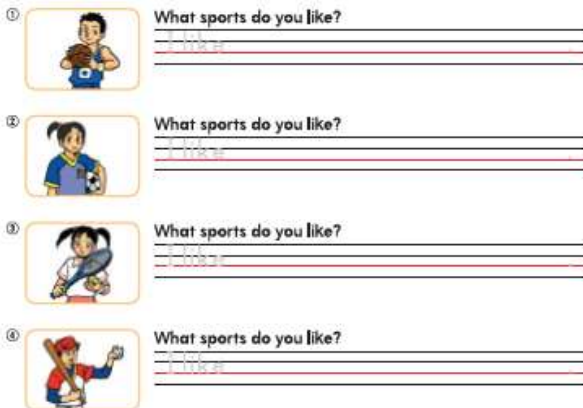 ① What sports do you like?
I like .
② What sports do you like?
I like .
③ What sports do you like?
I like .
④ What sports do you like?
I like .